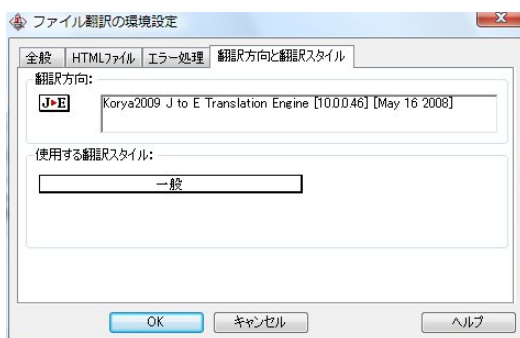 ファイル翻訳の環境設定
全般 HTMLファイル エラー処理 翻訳方向と翻訳スタイル
翻訳方向:
J▶E
Korya2009 J to E Translation Engine [10.0.0.46] [May 16 2008]
使用する翻訳スタイル:
一般
OK キャンセル ヘルプ